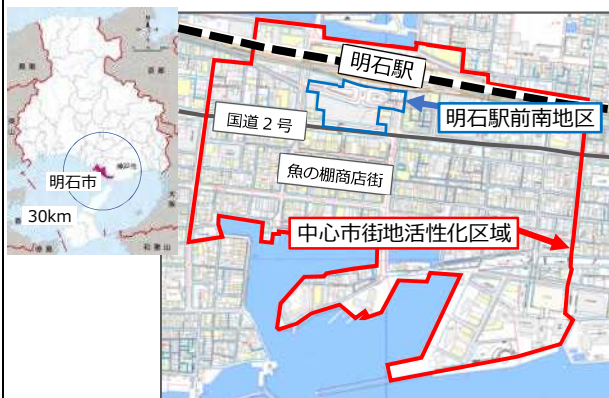 明石市
30km
明石駅
明石駅前南地区
国道２号
魚の棚商店街
中心市街地活性化区域